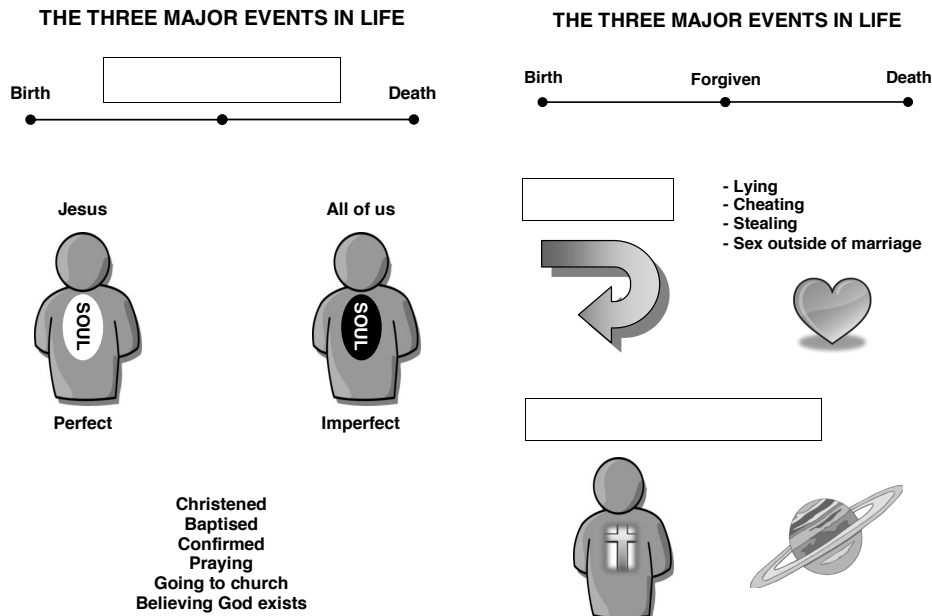 THE THREE MAJOR EVENTS IN LIFE
Birth
Death
Jesus
All of us
SOUL
SOUL
Perfect
Imperfect
Christened
Baptised
Confirmed
Praying
Going to church
Believing God exists
THE THREE MAJOR EVENTS IN LIFE
Birth
Forgiven
Death
- Lying
- Cheating
- Stealing
- Sex outside of marriage